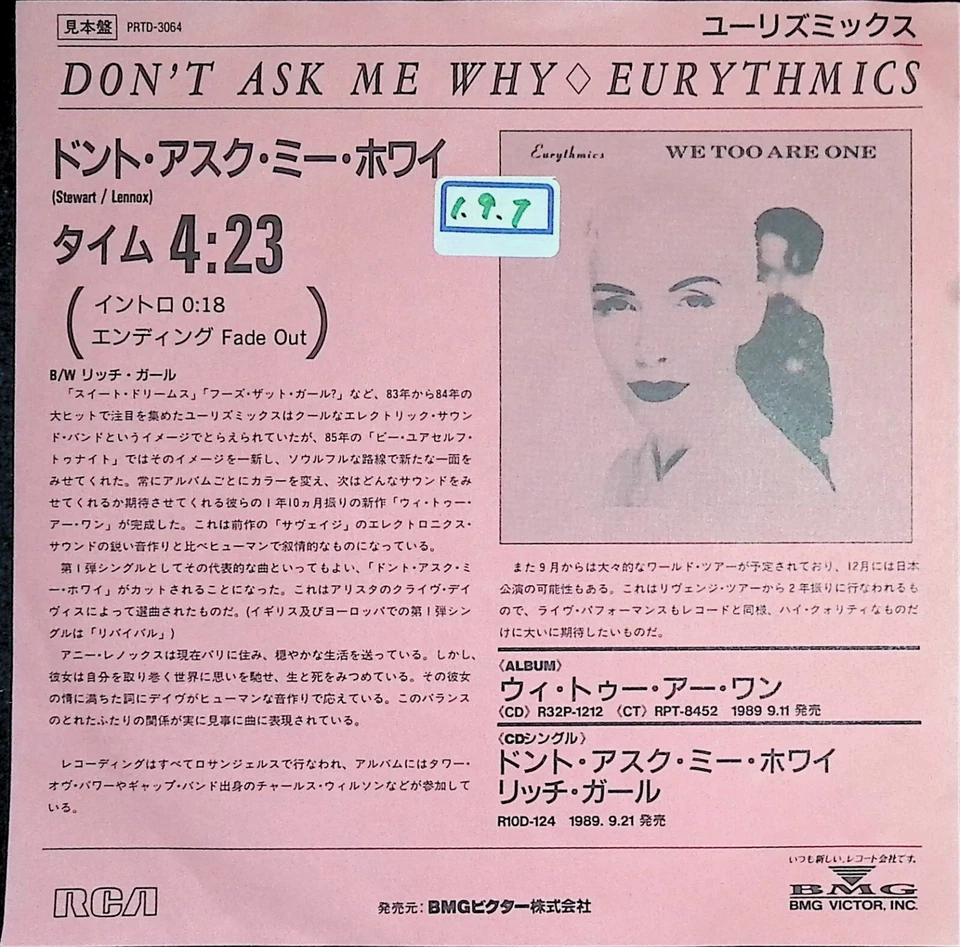 見本盤 PRTD-3064
ユーリズミックス
DON'T ASK ME WHY◇EURYTHMICS
ドント・アスク・ミー・ホワイ
(Stewart / Lennox)
タイム 4:23
(イントロ 0:18
エンディング Fade Out)
B/W リッチ・ガール
「スイート・ドリームス」「フーズ・ザット・ガール?」など、83年から84年の
大ヒットで注目を集めたユーリズミックスはクールなエレクトリック・サウン
ド・バンドというイメージでとらえられていたが、85年の「ビー・ユアセルフ・
トゥナイト」ではそのイメージを一新し、ソウルフルな路線で新たな一面を
みせてくれた。常にアルバムごとにカラーを変え、次はどんなサウンドをみ
せてくれるか期待させてくれる彼らの1年10ヵ月振りの新作「ウィ・トゥー・
アー・ワン」が完成した。これは前作の「サヴェイジ」のエレクトロニクス・
サウンドの鋭い音作りと比べヒューマンで叙情的なものになっている。
第1弾シングルとしてその代表的な曲といってもよい、「ドント・アスク・ミ
ー・ホワイ」がカットされることになった。これはアリスタのクライヴ・デイ
ヴィスによって選曲されたものだ。(イギリス及びヨーロッパでの第1弾シン
グルは「リバイバル」)
アニー・レノックスは現在パリに住み、穏やかな生活を送っている。しかし、
彼女は自分を取り巻く世界に思いを馳せ、生と死をみつめている。その彼女
の情に満ちた詞にデイヴがヒューマンな音作りで応えている。このバランス
のとれたふたりの関係が実に見事に曲に表現されている。
レコーディングはすべてロサンジェルスで行なわれ、アルバムにはタワー・
オヴ・パワーやギャップ・バンド出身のチャールス・ウィルソンなどが参加して
いる。
Eurythmics WE TOO ARE ONE
1.9.7
また9月からは大々的なワールド・ツアーが予定されており、12月には日本
公演の可能性もある。これはリヴェンジ・ツアーから2年振りに行なわれるも
ので、ライヴ・パフォーマンスもレコードと同様、ハイ・クォリティなものだ
けに大いに期待したいものだ。
〈ALBUM〉
ウィ・トゥー・アー・ワン
〈CD〉R32P-1212 〈CT〉RPT-8452 1989 9.11 発売
〈CDシングル〉
ドント・アスク・ミー・ホワイ
リッチ・ガール
R10D-124 1989. 9.21 発売
RCA
発売元: BMGビクター株式会社
いつも新しい、レコード会社です。
BMG
BMG VICTOR, INC.